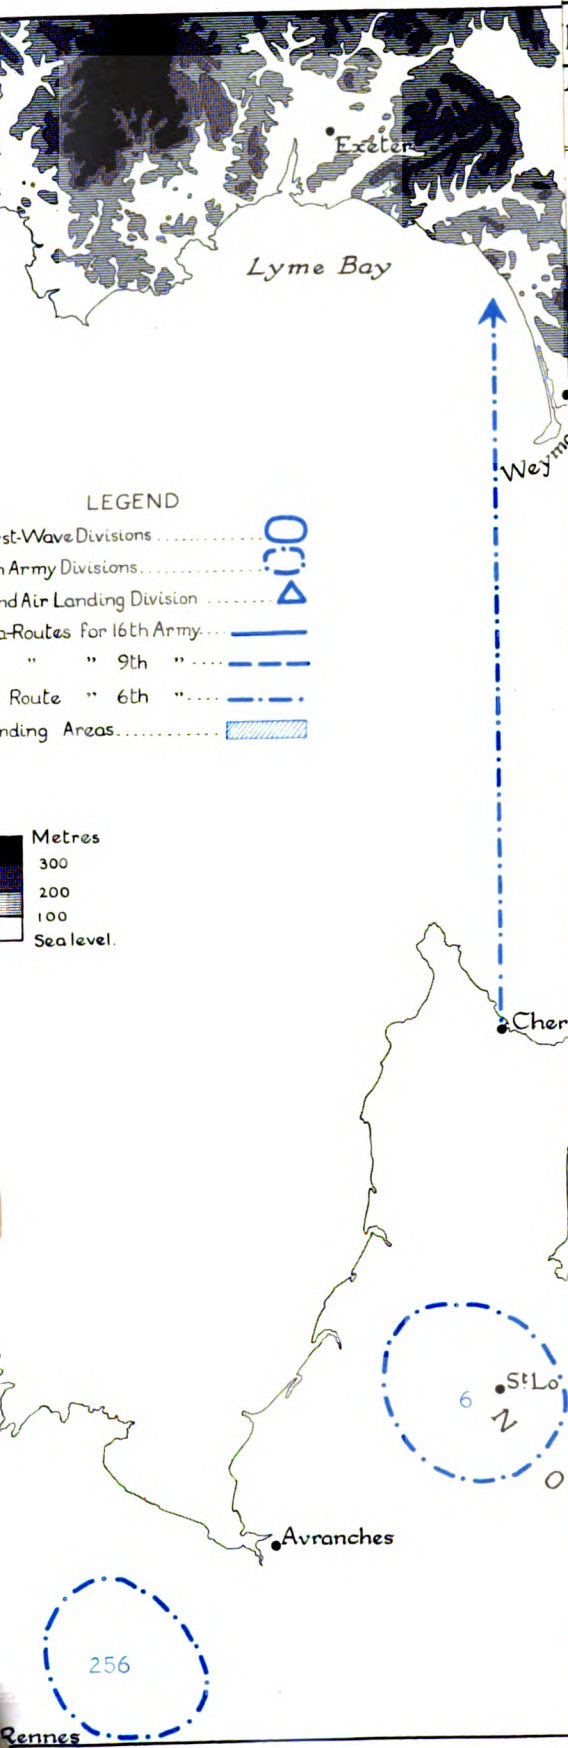 Exeter
Lyme Bay
Weymo
LEGEND
st-Wave Divisions
h Army Divisions
nd Air Landing Division
a-Routes for 16th Army
" " 9th "
Route " 6th "
nding Areas
Metres
300
200
100
Sea level.
Cher
St Lo
6
N
O
Avranches
256
Rennes